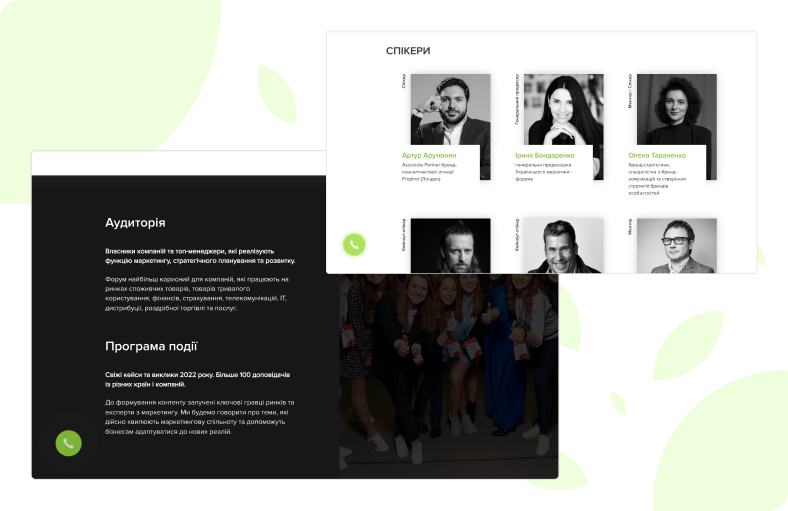 СПІКЕРИ
Спікер
Генеральний продюсер
Ментор | Спікер
Артур Арутюнян
Associate Partner бренд-
консалтингової агенції
Prophet (Лондон)
Ірина Бондаренко
генеральна продюсерка
Українського маркетинг-
форуму
Олена Тараненко
бренд-стратегиня,
спеціалістка з бренд-
комунікацій та створення
стратегій брендів
особистостей
Кейноут-спікер
Кейноут-спікер
Ментор
Аудиторія
Власники компаній та топ-менеджери, які реалізують
функцію маркетингу, стратегічного планування та розвитку.
Форум найбільш корисний для компаній, які працюють на
ринках споживчих товарів, товарів тривалого
користування, фінансів, страхування, телекомунікацій, IT,
дистрибуції, роздрібної торгівлі та послуг.
Програма події
Свіжі кейси та виклики 2022 року. Більше 100 доповідачів
із різних країн і компаній.
До формування контенту залучені ключові гравці ринків та
експерти з маркетингу. Ми будемо говорити про теми, які
дійсно хвилюють маркетингову спільноту та допоможуть
бізнесам адаптуватися до нових реалій.